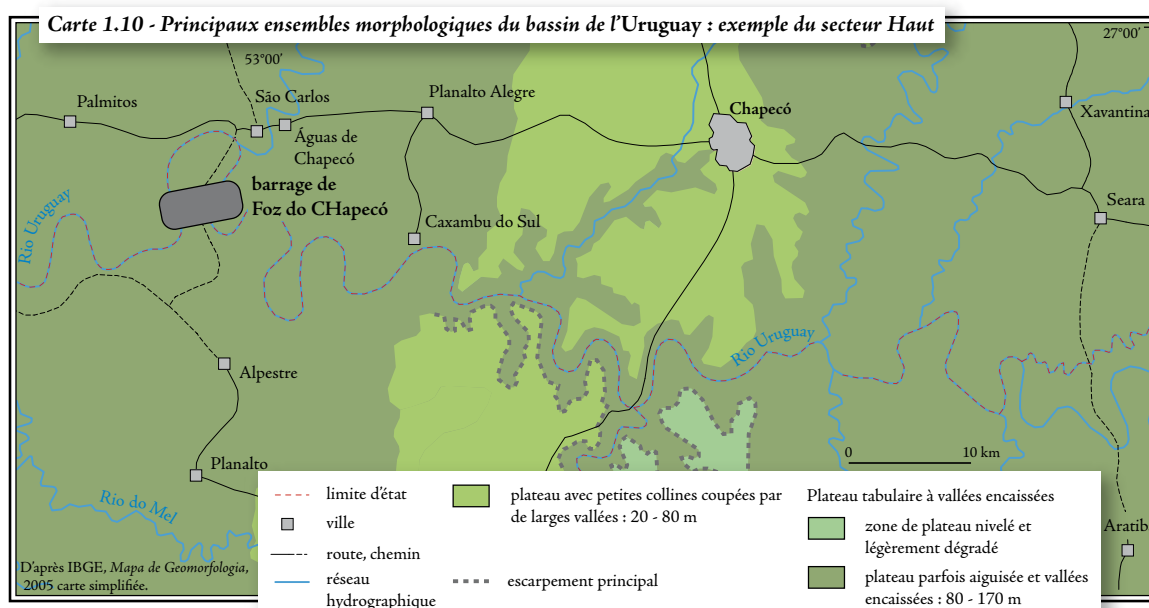 Carte 1.10 - Principaux ensembles morphologiques du bassin de l'Uruguay : exemple du secteur Haut
27°00'
53°00'
Palmitos
São Carlos
Águas de
Chapecó
Planalto Alegre
Chapecó
Xavantina
barrage de
Foz do CHapecó
Caxambu do Sul
Seara
Rio Uruguay
Rio Uruguay
Alpestre
Planalto
Rio do Mel
0 10 km
Aratib
limite d'état
ville
route, chemin
réseau
hydrographique
plateau avec petites collines coupées par
de larges vallées : 20 - 80 m
escarpement principal
Plateau tabulaire à vallées encaissées
zone de plateau nivelé et
légèrement dégradé
plateau parfois aiguisée et vallées
encaissées : 80 - 170 m
D'après IBGE, Mapa de Geomorfologia,
2005 carte simplifiée.